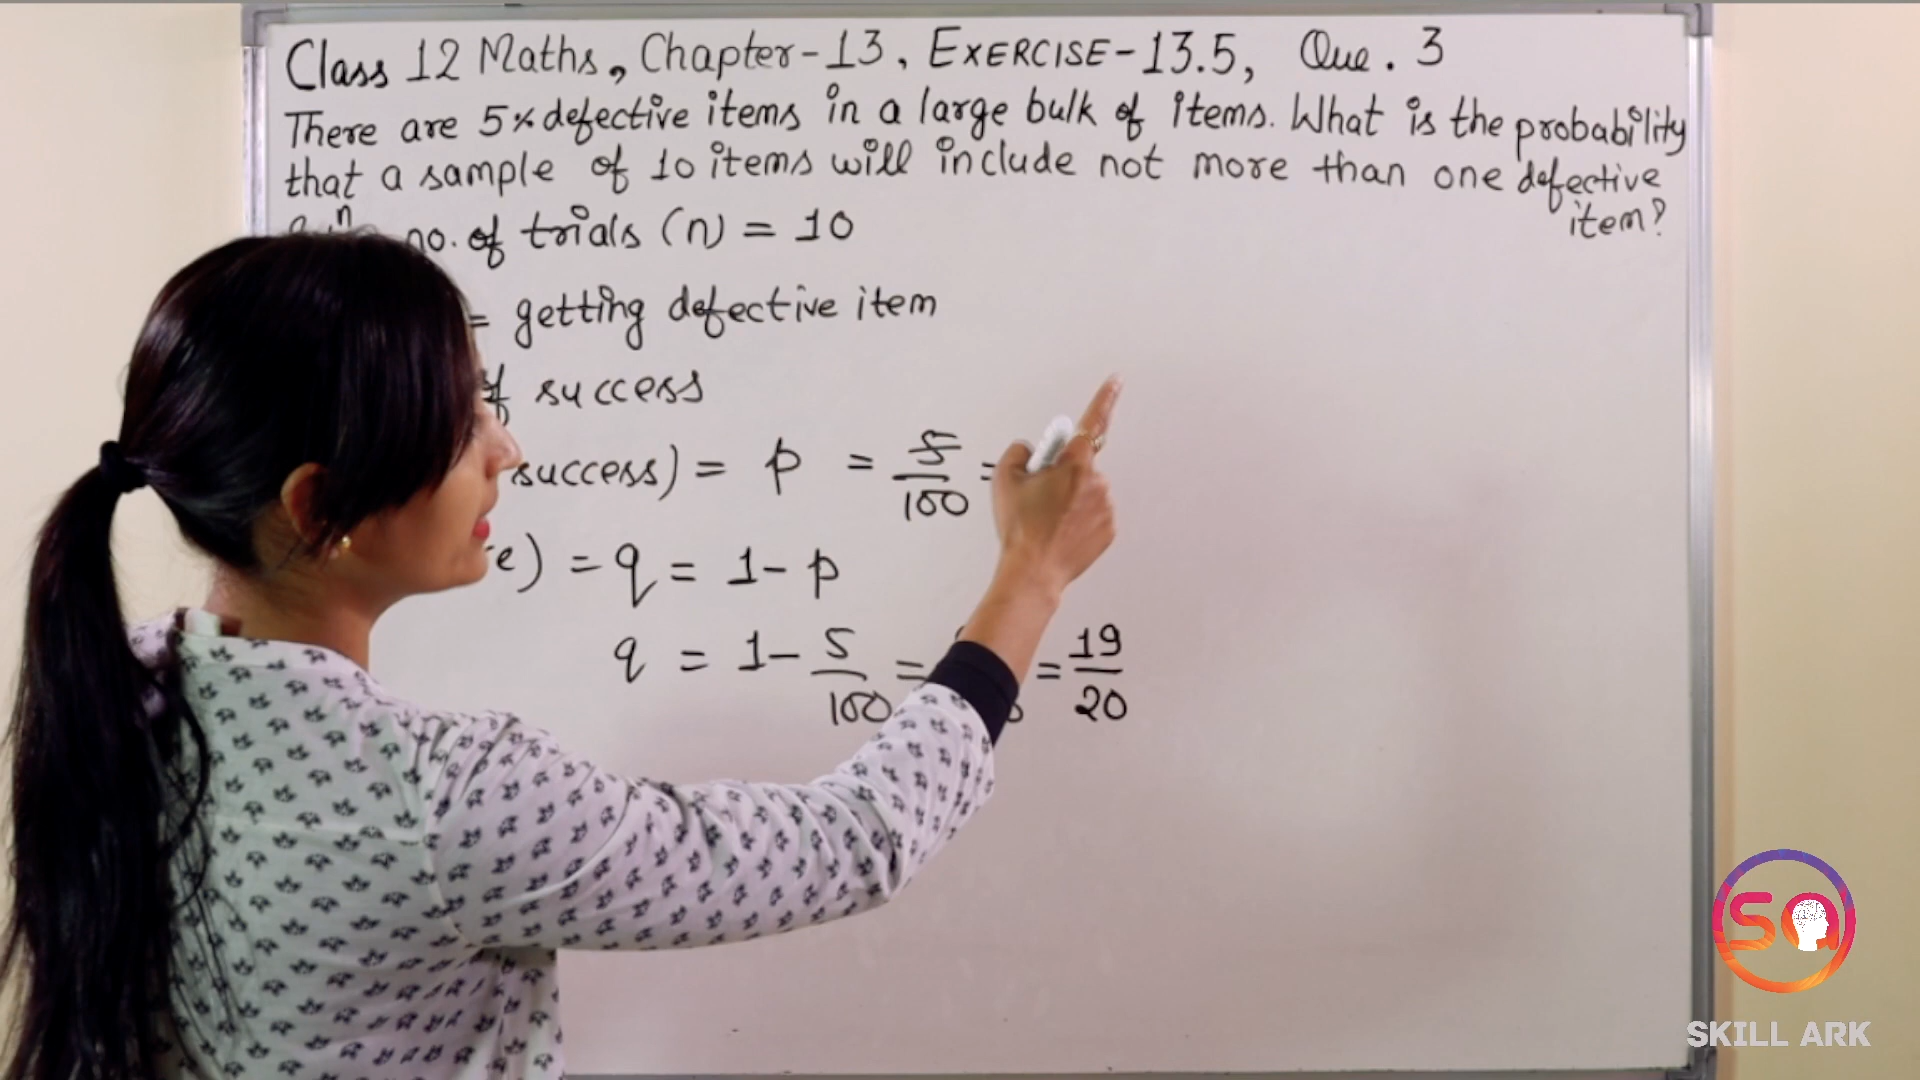 Class 12 Maths, Chapter-13, EXERCISE-13.5, Que. 3
There are 5% defective items in a large bulk of items. What is the probability
that a sample of 10 items will include not more than one defective
item?
no. of trials (n) = 10
= getting defective item
of success
success) = p = 5/100 =
e) = q = 1 - p
q = 1 - 5/100 = = 19/20
SKILL ARK